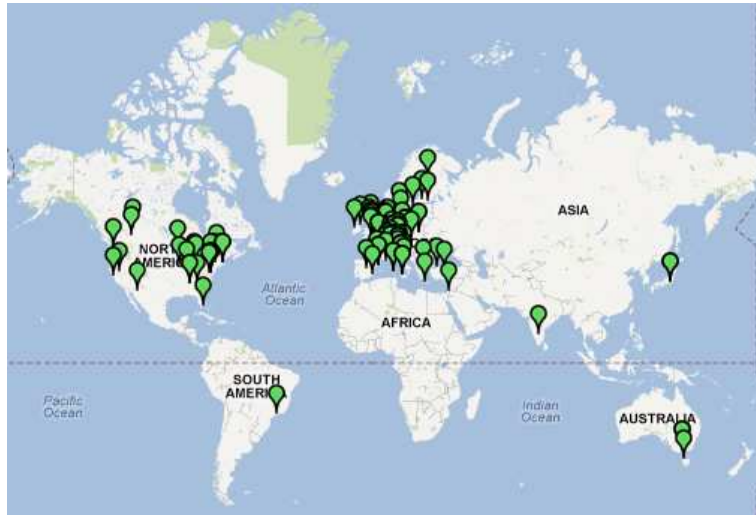 ASIA
NORTH
AMERICA
Atlantic
Ocean
AFRICA
SOUTH
AMERICA
Pacific
Ocean
Indian
Ocean
AUSTRALIA